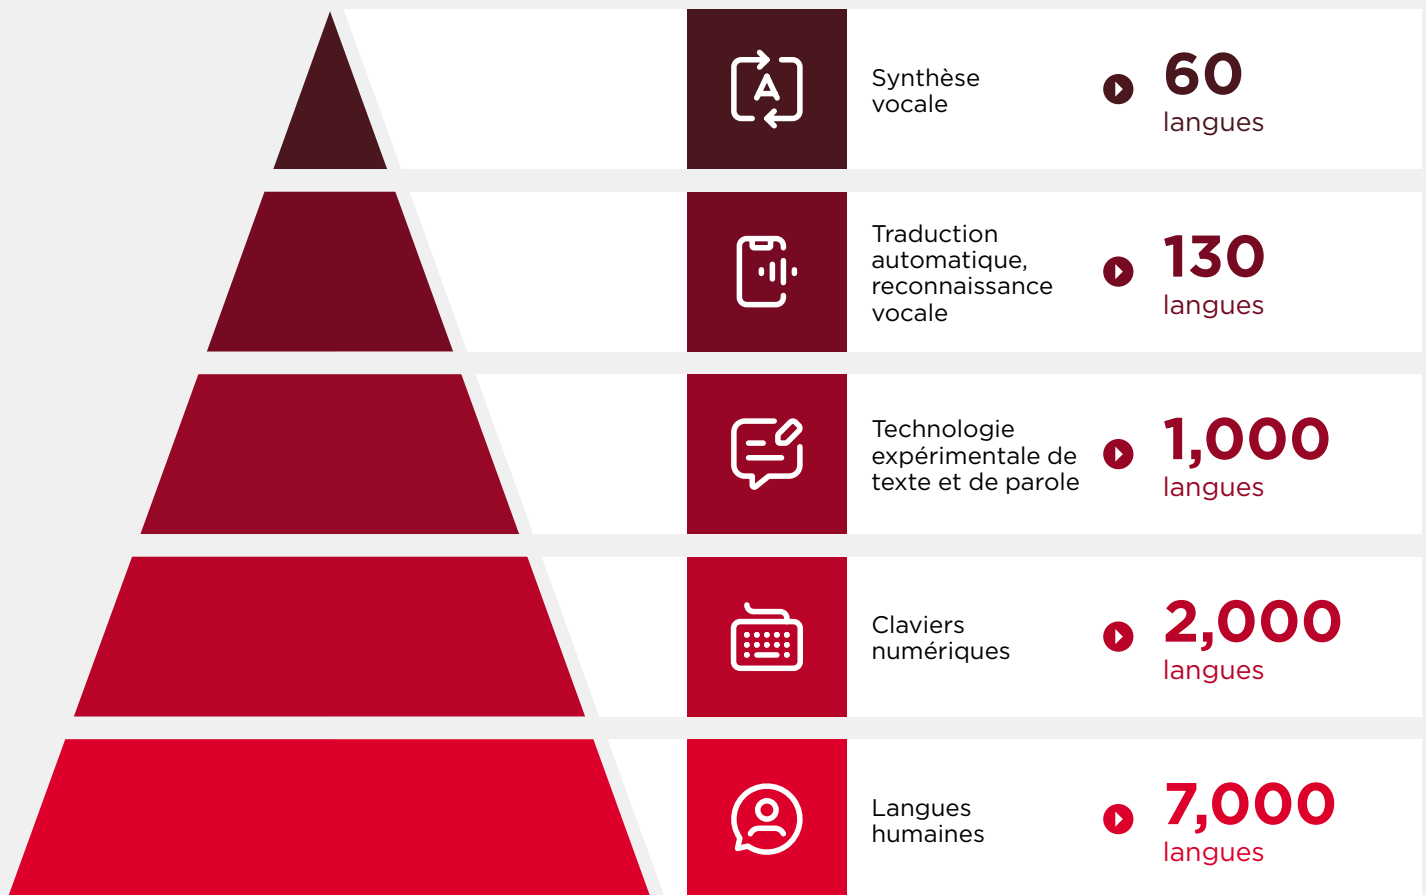 A
Synthèse
vocale
60
langues
Traduction
automatique,
reconnaissance
vocale
130
langues
Technologie
expérimentale de
texte et de parole
1,000
langues
Claviers
numériques
2,000
langues
Langues
humaines
7,000
langues